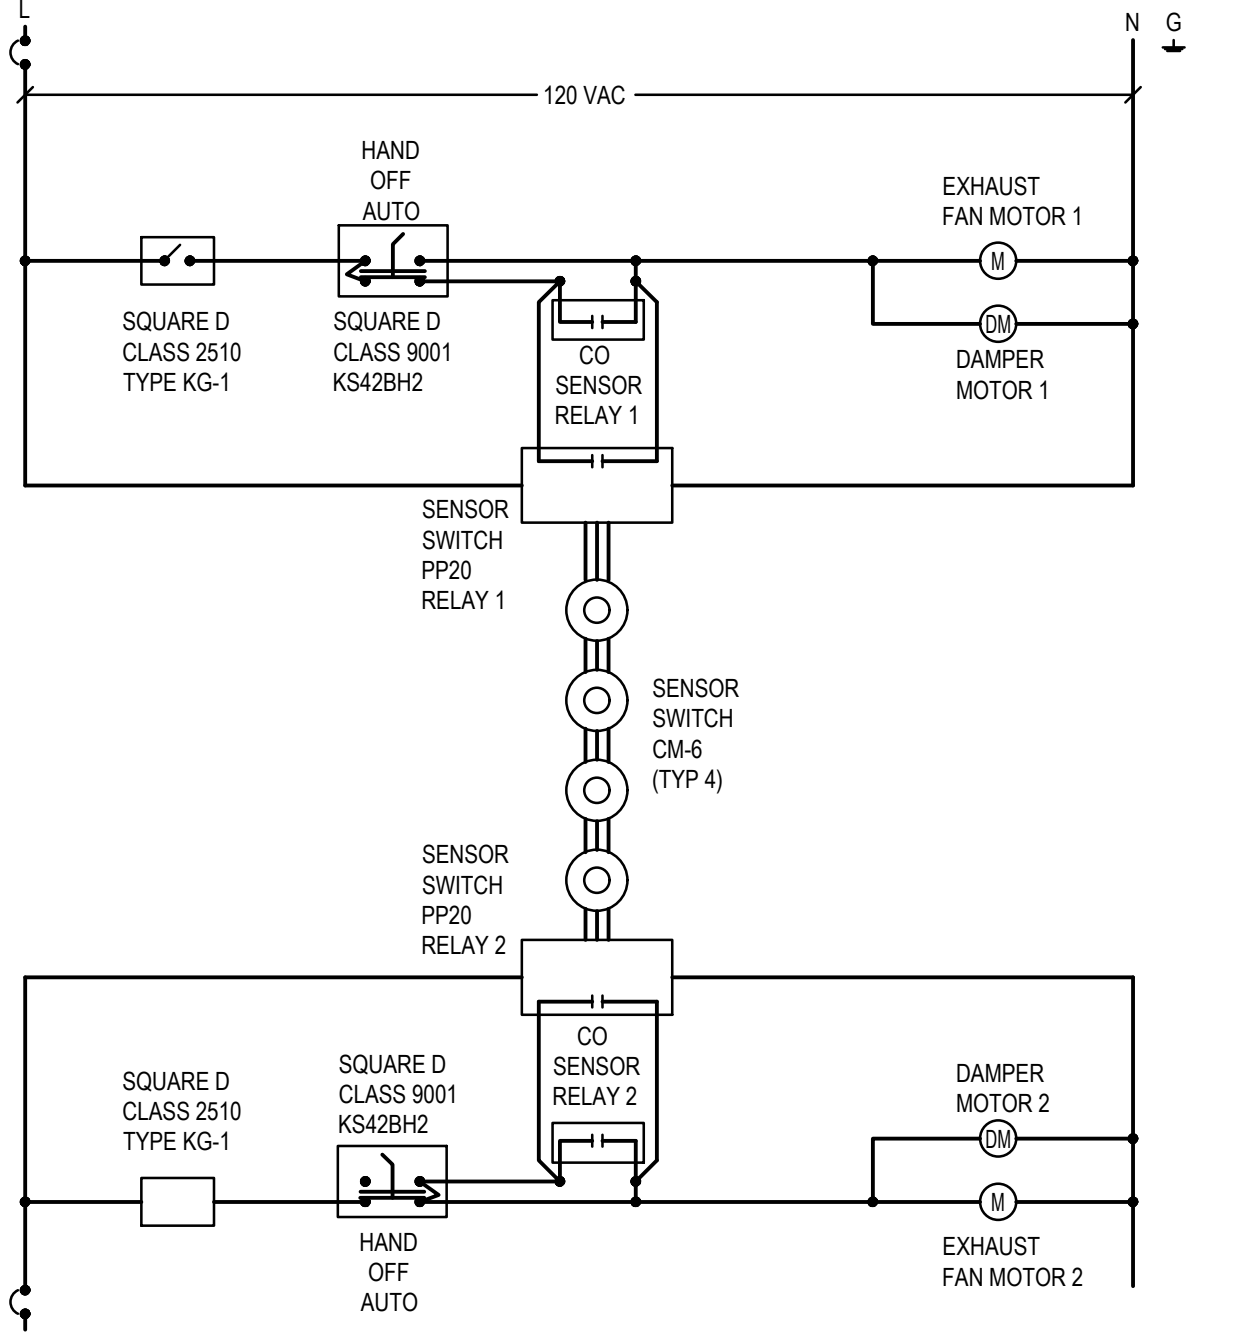 L
N
G
120 VAC
HAND
OFF
AUTO
EXHAUST
FAN MOTOR 1
M
SQUARE D
CLASS 2510
TYPE KG-1
SQUARE D
CLASS 9001
KS42BH2
DM
CO
SENSOR
RELAY 1
DAMPER
MOTOR 1
SENSOR
SWITCH
PP20
RELAY 1
SENSOR
SWITCH
CM-6
(TYP 4)
SENSOR
SWITCH
PP20
RELAY 2
CO
SENSOR
RELAY 2
SQUARE D
CLASS 2510
TYPE KG-1
SQUARE D
CLASS 9001
KS42BH2
DAMPER
MOTOR 2
DM
M
HAND
OFF
AUTO
EXHAUST
FAN MOTOR 2